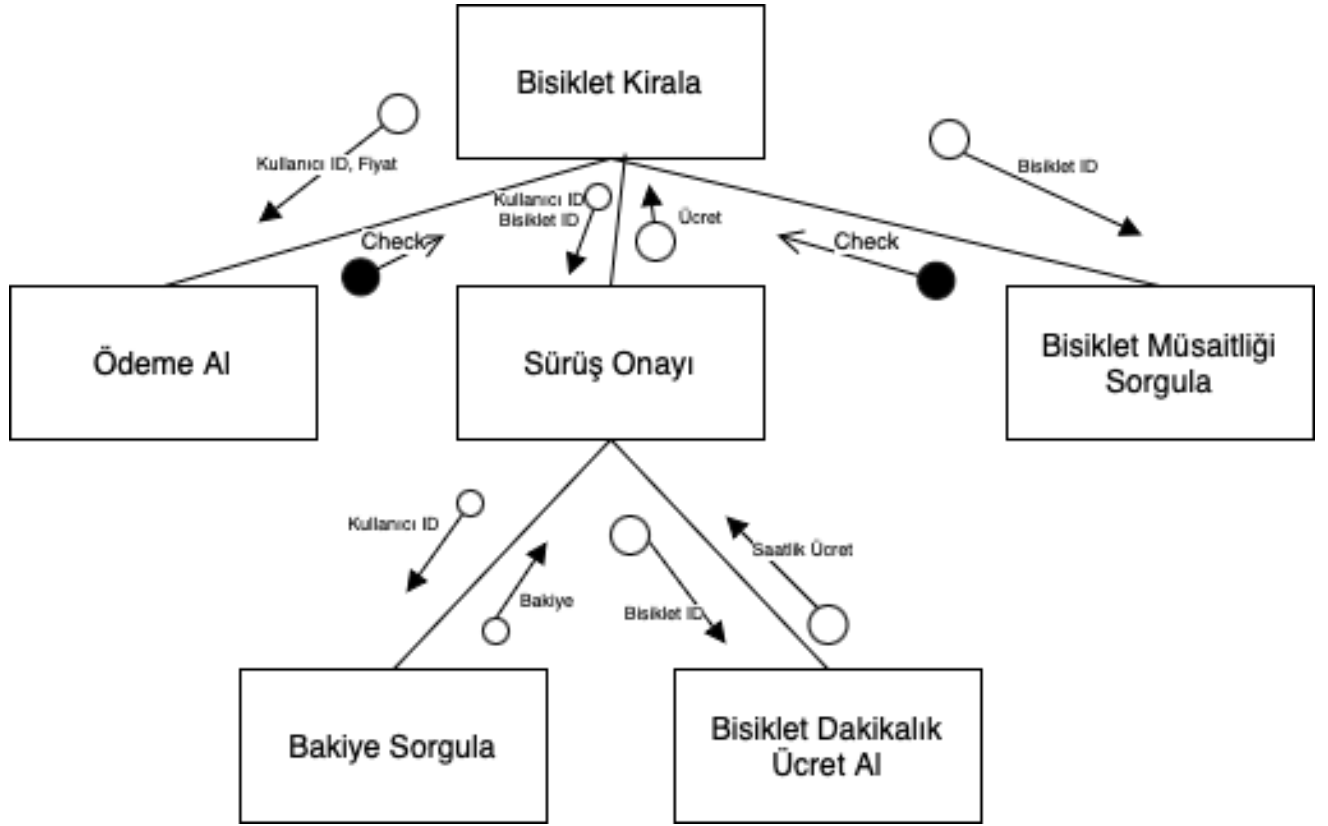 Bisiklet Kirala
Kullanıcı ID, Fiyat
Bisiklet ID
Kullanıcı ID
Bisiklet ID
Ücret
Check
Check
Ödeme Al
Sürüş Onayı
Bisiklet Müsaitliği
Sorgula
Kullanıcı ID
Saatlik Ücret
Bakiye
Bisiklet ID
Bakiye Sorgula
Bisiklet Dakikalık
Ücret Al